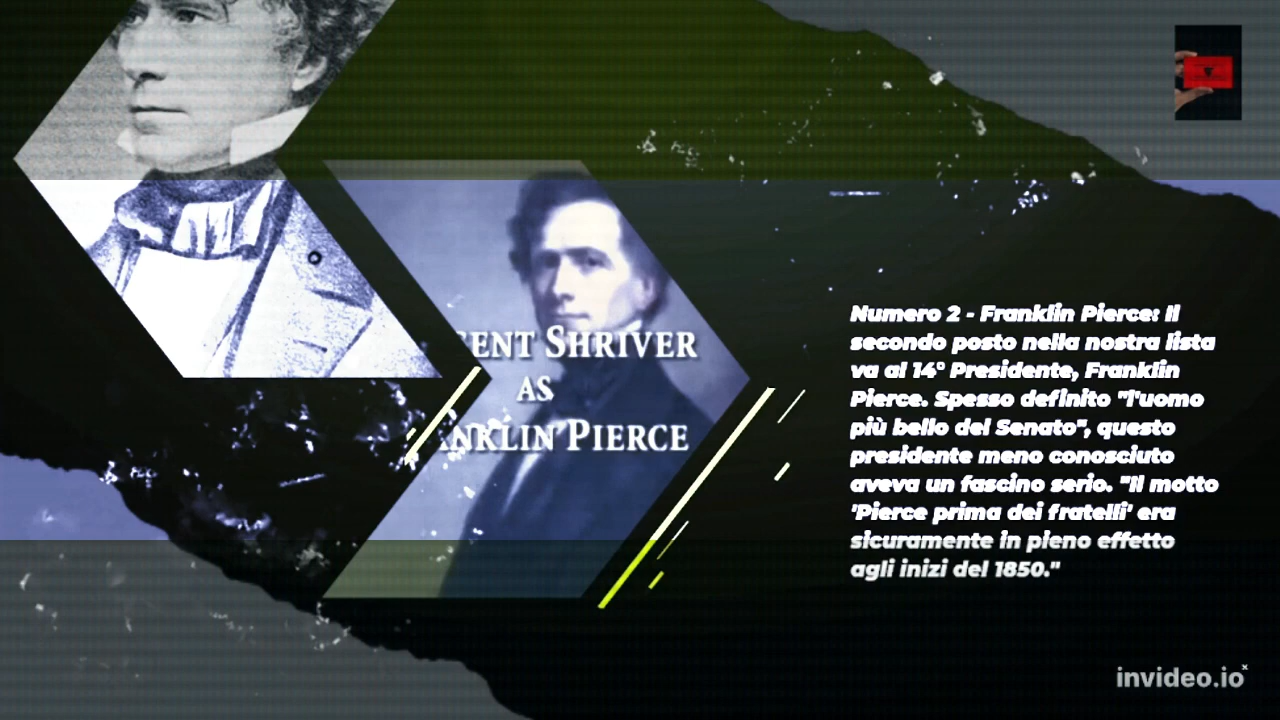 SHRIVER
AS
PIERCE
Numero 2 - Franklin Pierce: Il
secondo posto nella nostra lista
va al 14° Presidente, Franklin
Pierce. Spesso definito "l'uomo
più bello del Senato", questo
presidente meno conosciuto
aveva un fascino serio. "Il motto
'Pierce prima dei fratelli' era
sicuramente in pieno effetto
agli inizi del 1850."
invideo.io